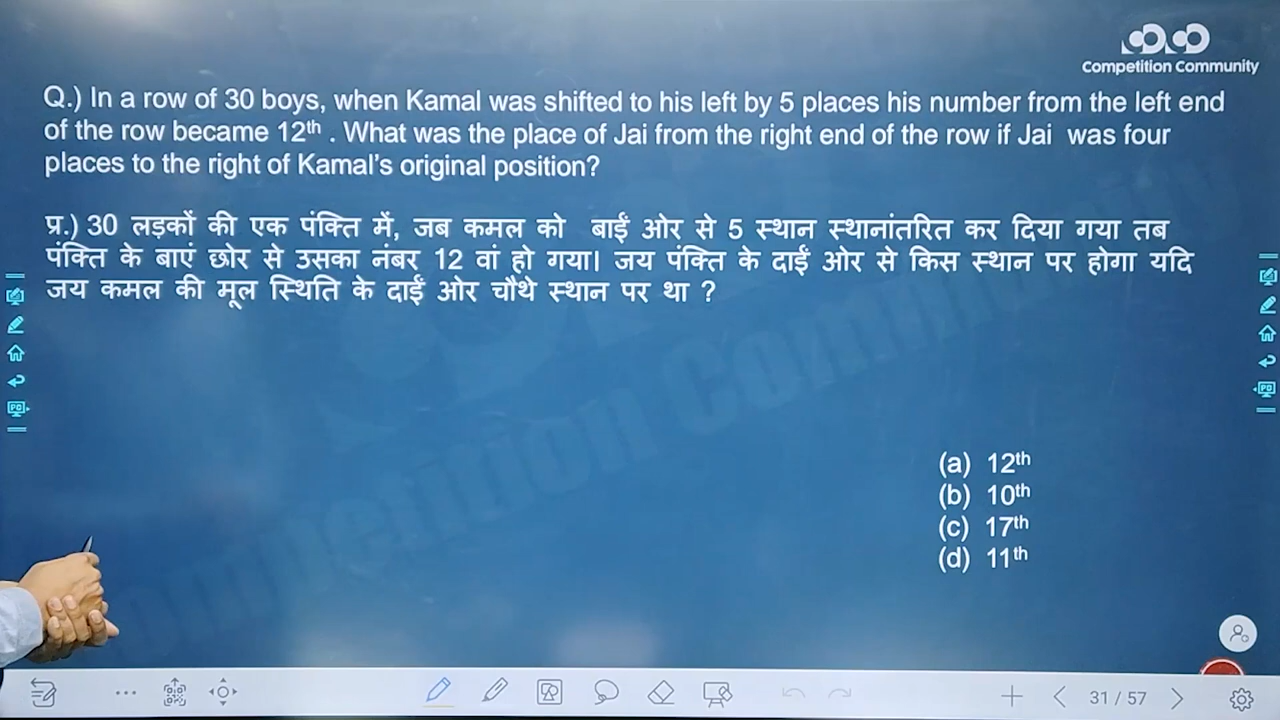 Competition Community
Q.) In a row of 30 boys, when Kamal was shifted to his left by 5 places his number from the left end
of the row became 12th . What was the place of Jai from the right end of the row if Jai was four
places to the right of Kamal's original position?
प्र.) 30 लड़कों की एक पंक्ति में, जब कमल को बाईं ओर से 5 स्थान स्थानांतरित कर दिया गया तब
पंक्ति के बाएं छोर से उसका नंबर 12 वां हो गया। जय पंक्ति के दाईं ओर से किस स्थान पर होगा यदि
जय कमल की मूल स्थिति के दाईं ओर चौथे स्थान पर था ?
Competition Community
(a) 12th
(b) 10th
(c) 17th
(d) 11th
31 / 57